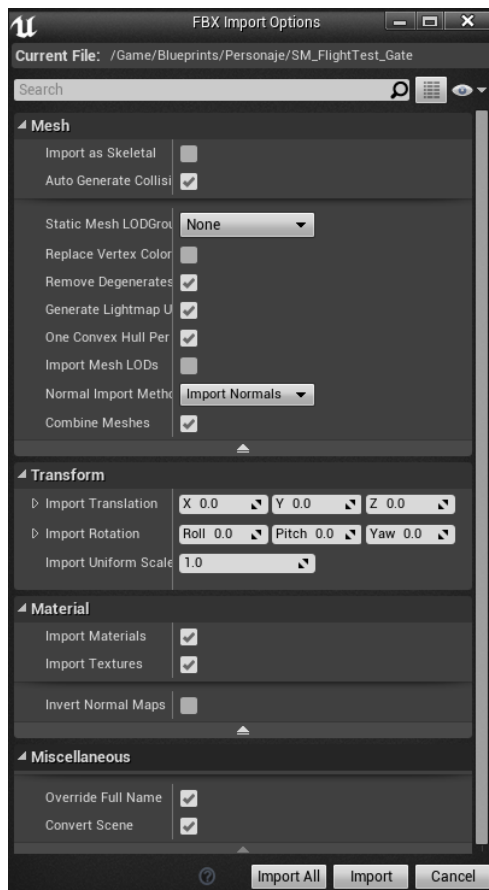 FBX Import Options
Current File: /Game/Blueprints/Personaje/SM_FlightTest_Gate
Search
Mesh
Import as Skeletal
Auto Generate Collisi
Static Mesh LODGrou None
Replace Vertex Color
Remove Degenerates
Generate Lightmap U
One Convex Hull Per
Import Mesh LODs
Normal Import Metho Import Normals
Combine Meshes
Transform
Import Translation X 0.0 Y 0.0 Z 0.0
Import Rotation Roll 0.0 Pitch 0.0 Yaw 0.0
Import Uniform Scale 1.0
Material
Import Materials
Import Textures
Invert Normal Maps
Miscellaneous
Override Full Name
Convert Scene
? Import All Import Cancel